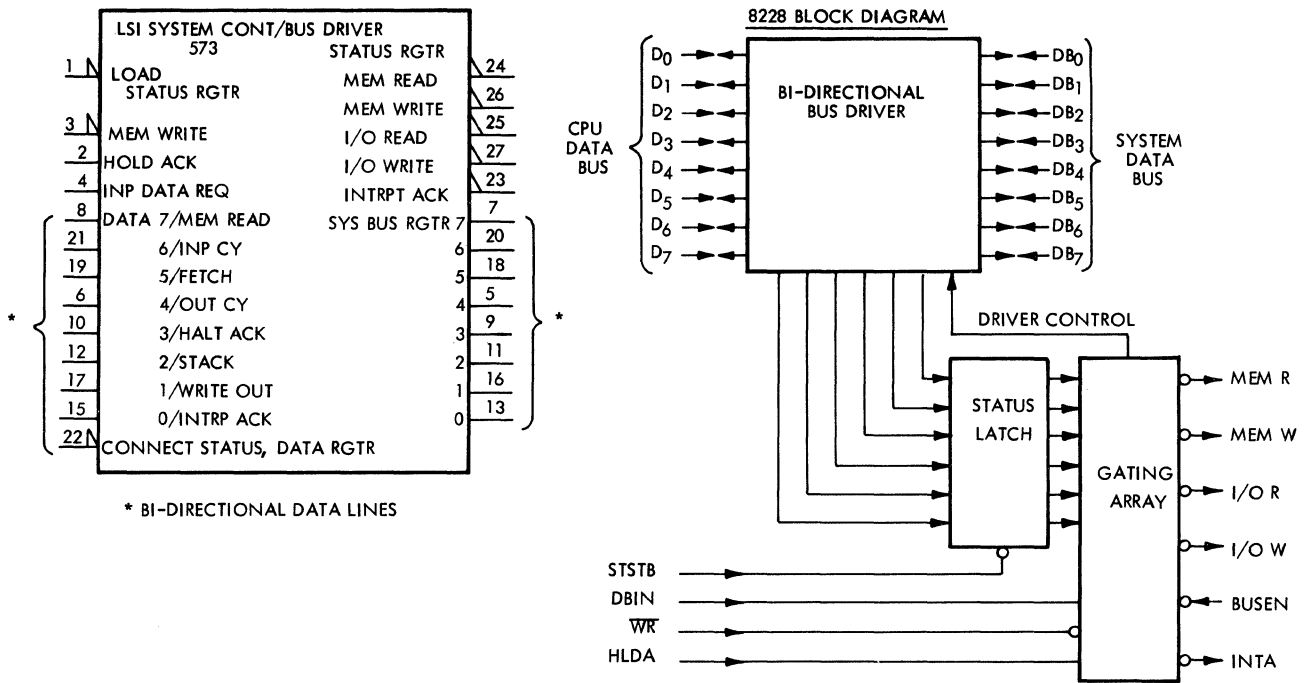 LSI SYSTEM CONT/BUS DRIVER
573
STATUS RGTR
1 LOAD
STATUS RGTR
24
MEM READ
26
MEM WRITE
3 MEM WRITE
25
I/O READ
2 HOLD ACK
27
I/O WRITE
4 INP DATA REQ
23
INTRPT ACK
8 DATA 7/MEM READ
SYS BUS RGTR 7 7
21 6/INP CY
6 20
19 5/FETCH
5 18
6 4/OUT CY
4 5
10 3/HALT ACK
3 9
12 2/STACK
2 11
17 1/WRITE OUT
1 16
15 0/INTRP ACK
0 13
22 CONNECT STATUS, DATA RGTR
*
*
* BI-DIRECTIONAL DATA LINES
8228 BLOCK DIAGRAM
CPU
DATA
BUS
D0
D1
D2
D3
D4
D5
D6
D7
BI-DIRECTIONAL
BUS DRIVER
DB0
DB1
DB2
DB3
DB4
DB5
DB6
DB7
SYSTEM
DATA
BUS
DRIVER CONTROL
STATUS
LATCH
GATING
ARRAY
MEM R
MEM W
I/O R
I/O W
BUSEN
INTA
STSTB
DBIN
W̅R̅
HLDA